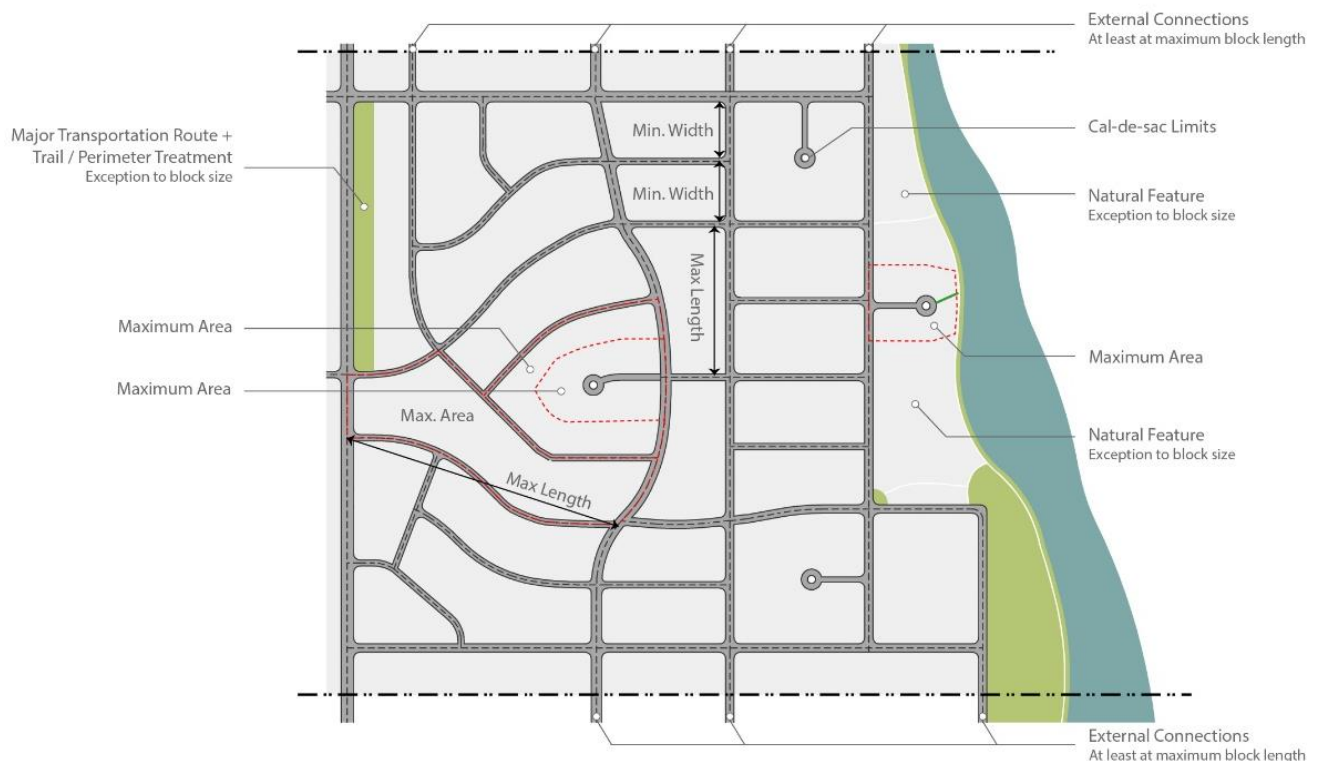 External Connections
At least at maximum block length
Major Transportation Route +
Trail / Perimeter Treatment
Exception to block size
Min. Width
Cal-de-sac Limits
Min. Width
Natural Feature
Exception to block size
Max Length
Maximum Area
Maximum Area
Maximum Area
Max. Area
Natural Feature
Exception to block size
Max Length
External Connections
At least at maximum block length